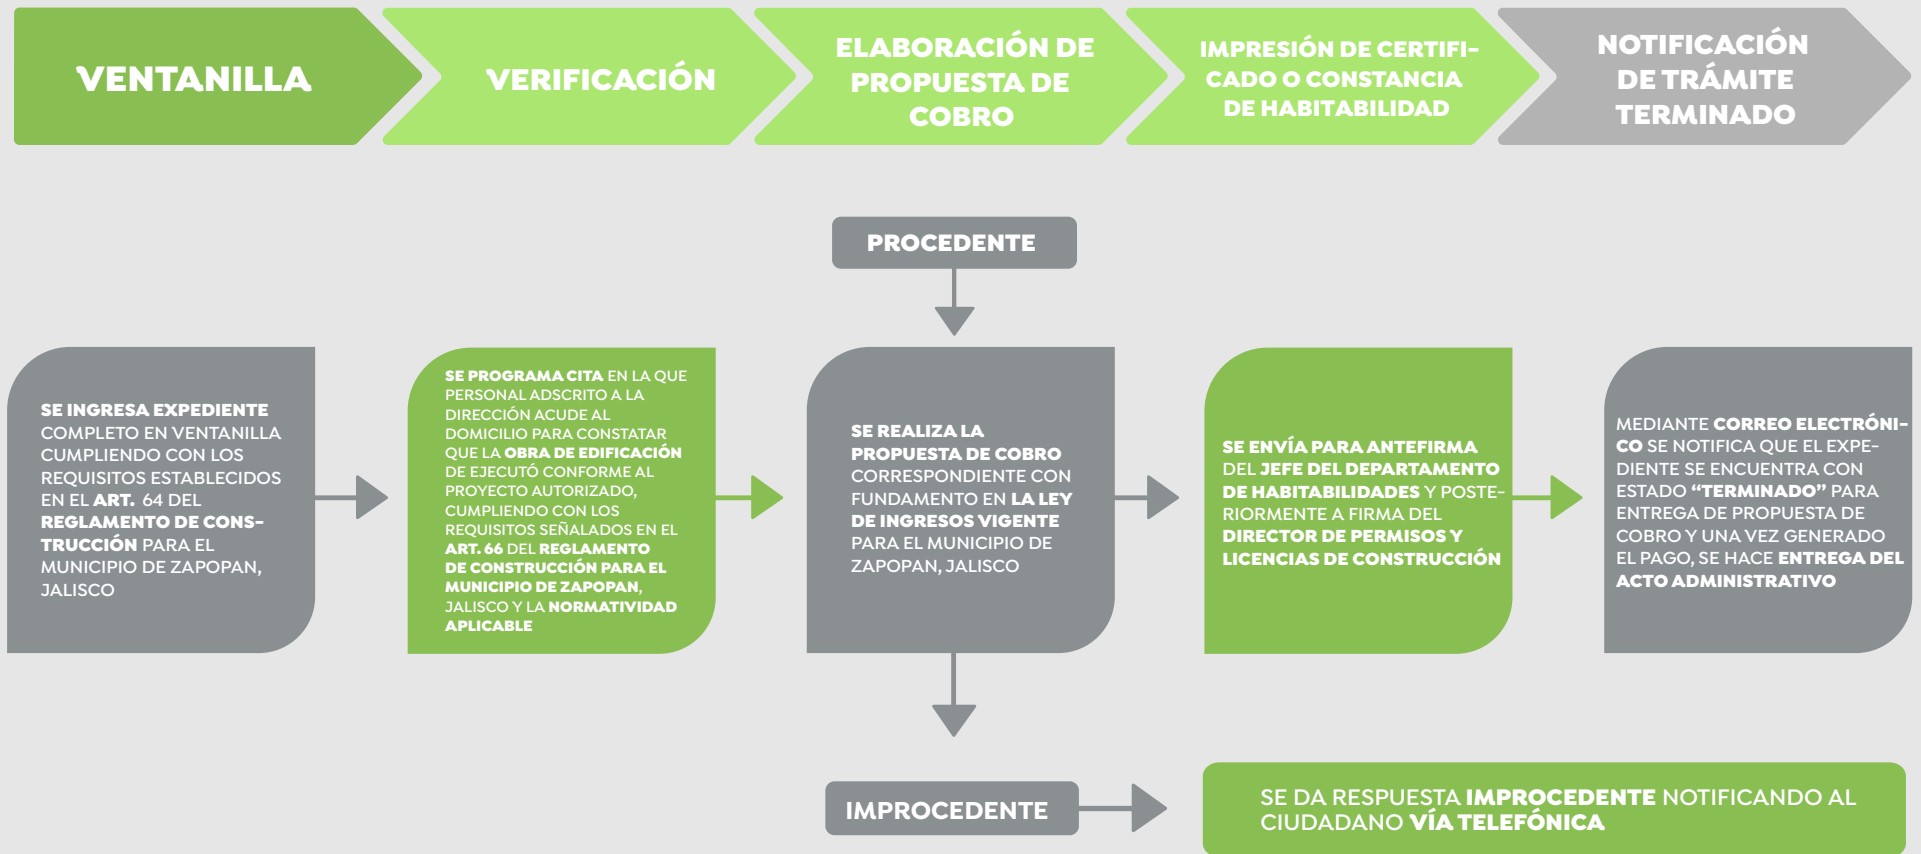 VENTANILLA
VERIFICACIÓN
ELABORACIÓN DE
PROPUESTA DE
COBRO
IMPRESIÓN DE CERTIFI-
CADO O CONSTANCIA
DE HABITABILIDAD
NOTIFICACIÓN
DE TRÁMITE
TERMINADO
PROCEDENTE
SE INGRESA EXPEDIENTE
COMPLETO EN VENTANILLA
CUMPLIENDO CON LOS
REQUISITOS ESTABLECIDOS
EN EL ART. 64 DEL
REGLAMENTO DE CONS-
TRUCCIÓN PARA EL
MUNICIPIO DE ZAPOPAN,
JALISCO
SE PROGRAMA CITA EN LA QUE
PERSONAL ADSCRITO A LA
DIRECCIÓN ACUDE AL
DOMICILIO PARA CONSTATAR
QUE LA OBRA DE EDIFICACIÓN
DE EJECUTÓ CONFORME AL
PROYECTO AUTORIZADO,
CUMPLIENDO CON LOS
REQUISITOS SEÑALADOS EN EL
ART. 66 DEL REGLAMENTO
DE CONSTRUCCIÓN PARA EL
MUNICIPIO DE ZAPOPAN,
JALISCO Y LA NORMATIVIDAD
APLICABLE
SE REALIZA LA
PROPUESTA DE COBRO
CORRESPONDIENTE CON
FUNDAMENTO EN LA LEY
DE INGRESOS VIGENTE
PARA EL MUNICIPIO DE
ZAPOPAN, JALISCO
SE ENVÍA PARA ANTEFIRMA
DEL JEFE DEL DEPARTAMENTO
DE HABITABILIDADES Y POSTE-
RIORMENTE A FIRMA DEL
DIRECTOR DE PERMISOS Y
LICENCIAS DE CONSTRUCCIÓN
MEDIANTE CORREO ELECTRÓNI-
CO SE NOTIFICA QUE EL EXPE-
DIENTE SE ENCUENTRA CON
ESTADO “TERMINADO” PARA
ENTREGA DE PROPUESTA DE
COBRO Y UNA VEZ GENERADO
EL PAGO, SE HACE ENTREGA DEL
ACTO ADMINISTRATIVO
IMPROCEDENTE
SE DA RESPUESTA IMPROCEDENTE NOTIFICANDO AL
CIUDADANO VÍA TELEFÓNICA